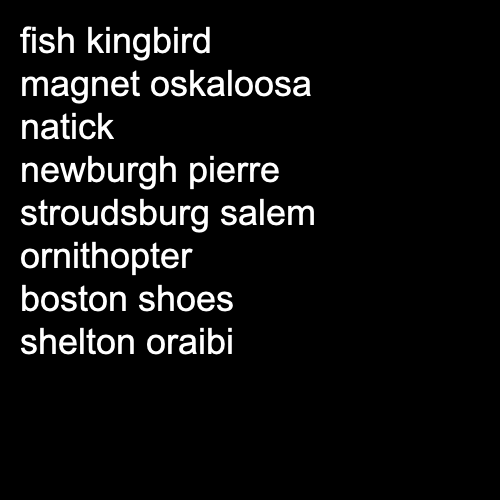 fish kingbird
magnet oskaloosa
natick
newburgh pierre
stroudsburg salem
ornithopter
boston shoes
shelton oraibi